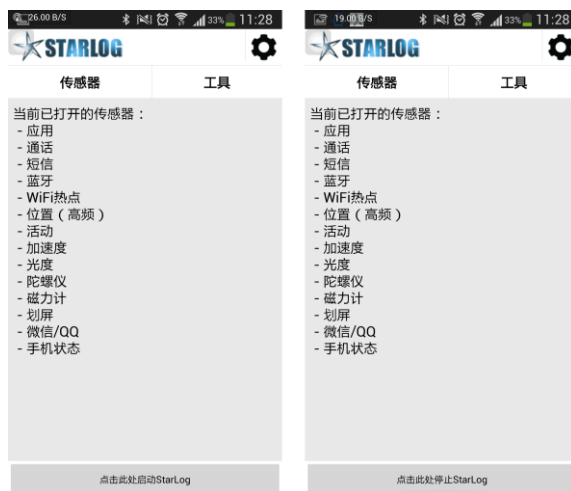 26.00 B/S
33%
11:28
STARLOG
传感器
工具
当前已打开的传感器：
- 应用
- 通话
- 短信
- 蓝牙
- WiFi热点
- 位置（高频）
- 活动
- 加速度
- 光度
- 陀螺仪
- 磁力计
- 划屏
- 微信/QQ
- 手机状态
点击此处启动StarLog
19.00 B/S
33%
11:28
STARLOG
传感器
工具
当前已打开的传感器：
- 应用
- 通话
- 短信
- 蓝牙
- WiFi热点
- 位置（高频）
- 活动
- 加速度
- 光度
- 陀螺仪
- 磁力计
- 划屏
- 微信/QQ
- 手机状态
点击此处停止StarLog